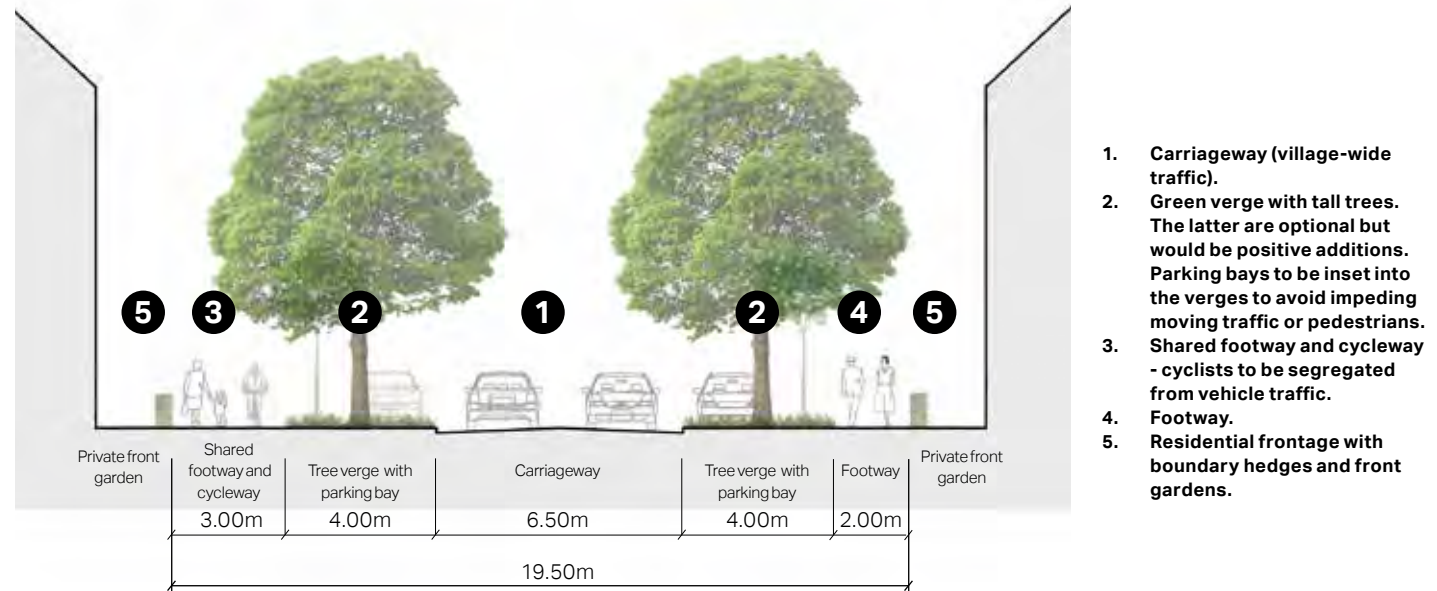 5
3
2
1
2
4
5
Private front
garden
Shared
footway and
cycleway
Tree verge with
parking bay
Carriageway
Tree verge with
parking bay
Footway
Private front
garden
3.00m
4.00m
6.50m
4.00m
2.00m
19.50m
1. Carriageway (village-wide
traffic).
2. Green verge with tall trees.
The latter are optional but
would be positive additions.
Parking bays to be inset into
the verges to avoid impeding
moving traffic or pedestrians.
3. Shared footway and cycleway
- cyclists to be segregated
from vehicle traffic.
4. Footway.
5. Residential frontage with
boundary hedges and front
gardens.